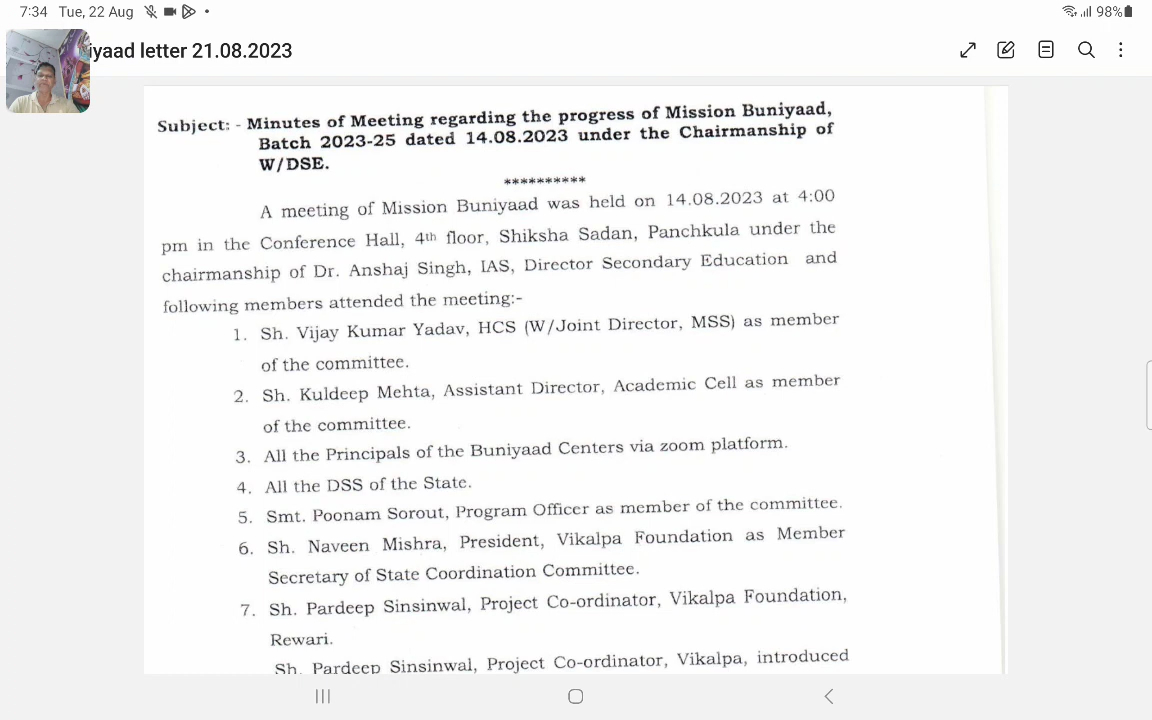 7:34 Tue, 22 Aug
98%
iyaad letter 21.08.2023
Subject: - Minutes of Meeting regarding the progress of Mission Buniyaad,
Batch 2023-25 dated 14.08.2023 under the Chairmanship of
W/DSE.
**********
A meeting of Mission Buniyaad was held on 14.08.2023 at 4:00
pm in the Conference Hall, 4th floor, Shiksha Sadan, Panchkula under the
chairmanship of Dr. Anshaj Singh, IAS, Director Secondary Education and
following members attended the meeting:-
1. Sh. Vijay Kumar Yadav, HCS (W/Joint Director, MSS) as member
of the committee.
2. Sh. Kuldeep Mehta, Assistant Director, Academic Cell as member
of the committee.
3. All the Principals of the Buniyaad Centers via zoom platform.
4. All the DSS of the State.
5. Smt. Poonam Sorout, Program Officer as member of the committee.
6. Sh. Naveen Mishra, President, Vikalpa Foundation as Member
Secretary of State Coordination Committee.
7. Sh. Pardeep Sinsinwal, Project Co-ordinator, Vikalpa Foundation,
Rewari.
Sh. Pardeep Sinsinwal, Project Co-ordinator, Vikalpa, introduced